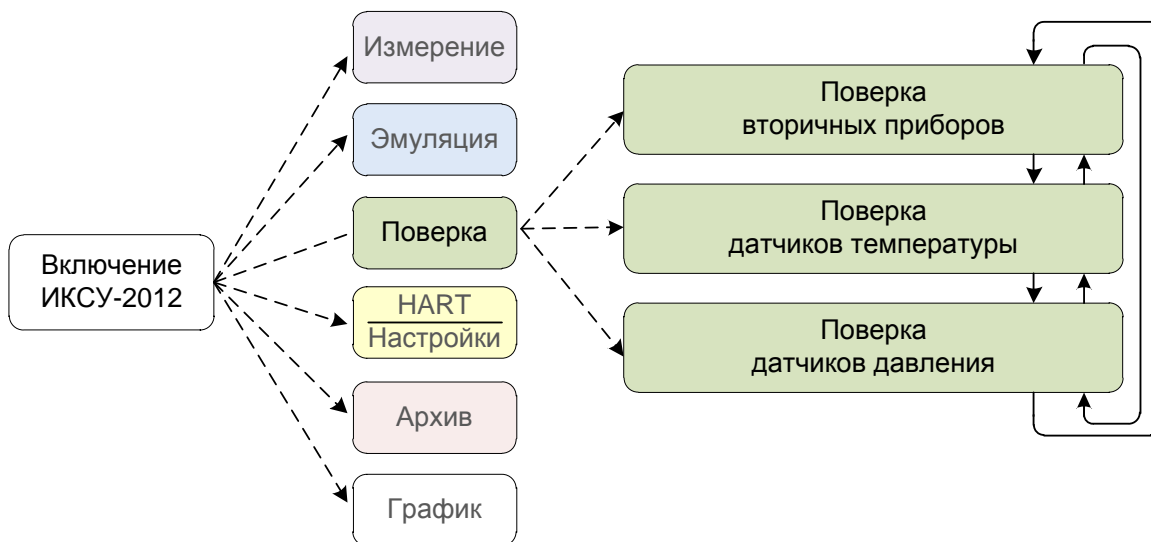 Включение
ИКСУ-2012
Измерение
Эмуляция
Поверка
HART
Настройки
Архив
График
Поверка
вторичных приборов
Поверка
датчиков температуры
Поверка
датчиков давления